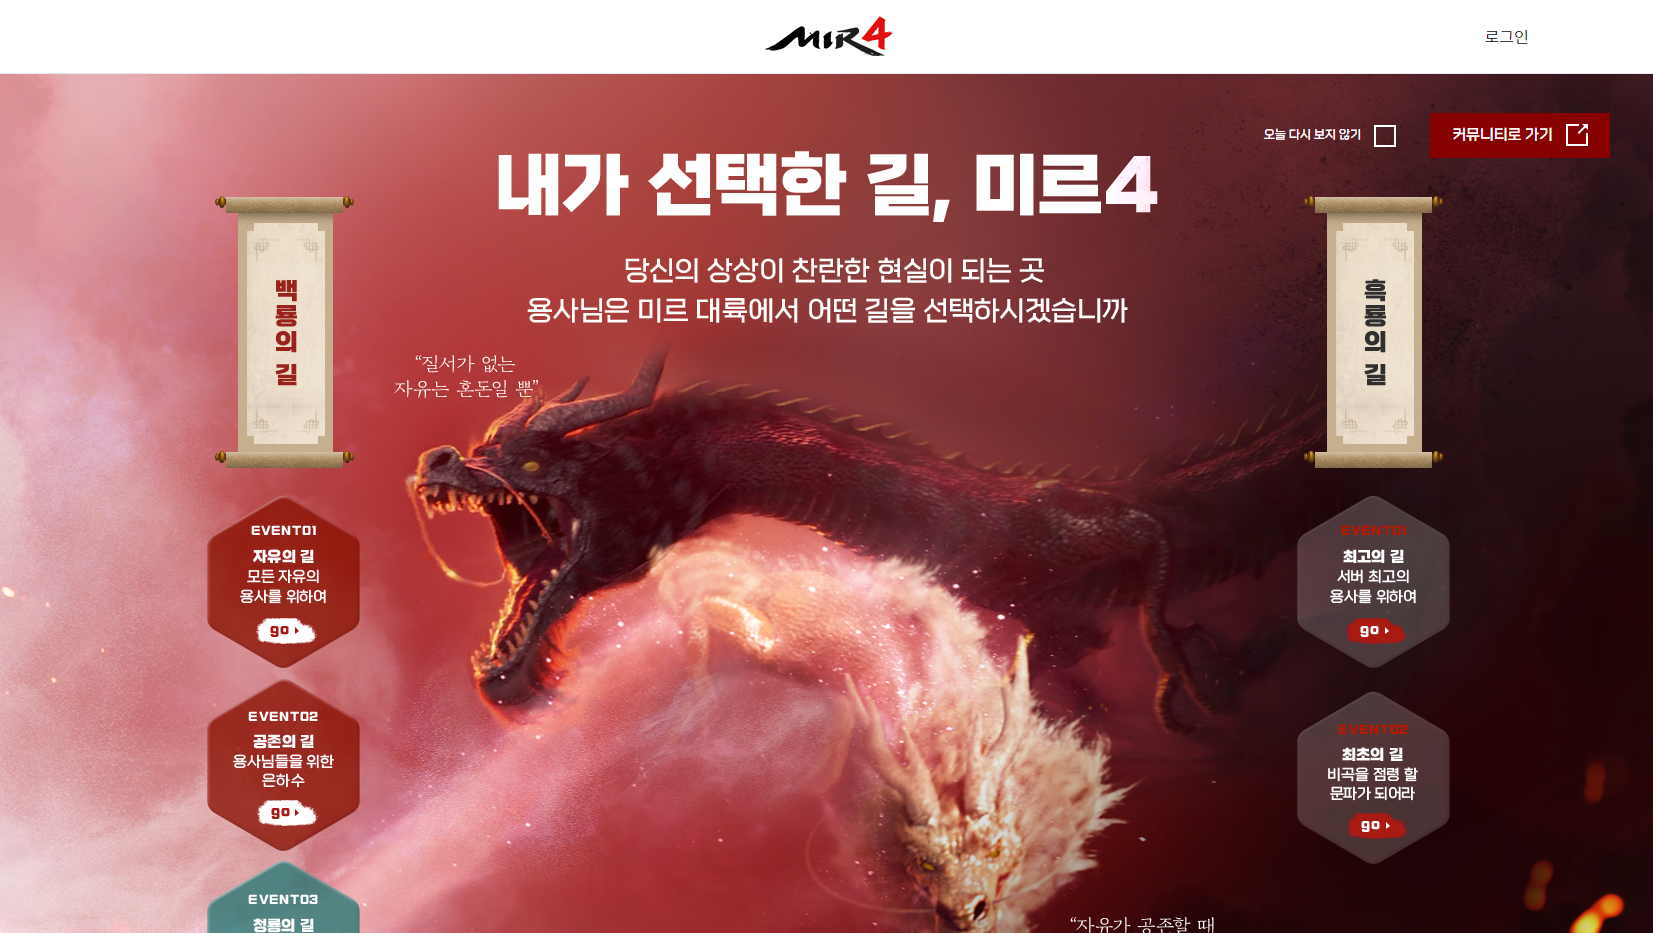 MIR4
로그인
오늘 다시 보지 않기
커뮤니티로 가기
내가 선택한 길, 미르4
당신의 상상이 찬란한 현실이 되는 곳
용사님은 미르 대륙에서 어떤 길을 선택하시겠습니까
백룡의 길
“질서가 없는
자유는 혼돈일 뿐”
흑룡의 길
EVENT01
자유의 길
모든 자유의
용사를 위하여
go
EVENT02
공존의 길
용사님들을 위한
은하수
go
EVENT03
청룡의 길
EVENT01
최고의 길
서버 최고의
용사를 위하여
go
EVENT02
최초의 길
비곡을 점령 할
문파가 되어라
go
“자유가 공존할 때